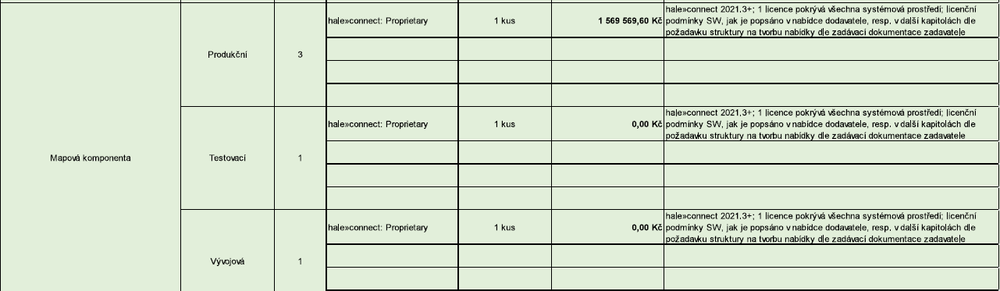 hale»connect: Proprietary 1 kus 1 569 569,60 Kč
hale»connect 2021.3+; 1 licence pokrývá všechna systémová prostředí; licenční
podmínky SW, jak je popsáno v nabídce dodavatele, resp. v další kapitolách dle
požadavku struktury na tvorbu nabídky dle zadávací dokumentace zadavatele
Produkční 3
hale»connect: Proprietary 1 kus 0,00 Kč
hale»connect 2021.3+; 1 licence pokrývá všechna systémová prostředí; licenční
podmínky SW, jak je popsáno v nabídce dodavatele, resp. v další kapitolách dle
požadavku struktury na tvorbu nabídky dle zadávací dokumentace zadavatele
Mapová komponenta Testovací 1
hale»connect: Proprietary 1 kus 0,00 Kč
hale»connect 2021.3+; 1 licence pokrývá všechna systémová prostředí; licenční
podmínky SW, jak je popsáno v nabídce dodavatele, resp. v další kapitolách dle
požadavku struktury na tvorbu nabídky dle zadávací dokumentace zadavatele
Vývojová 1